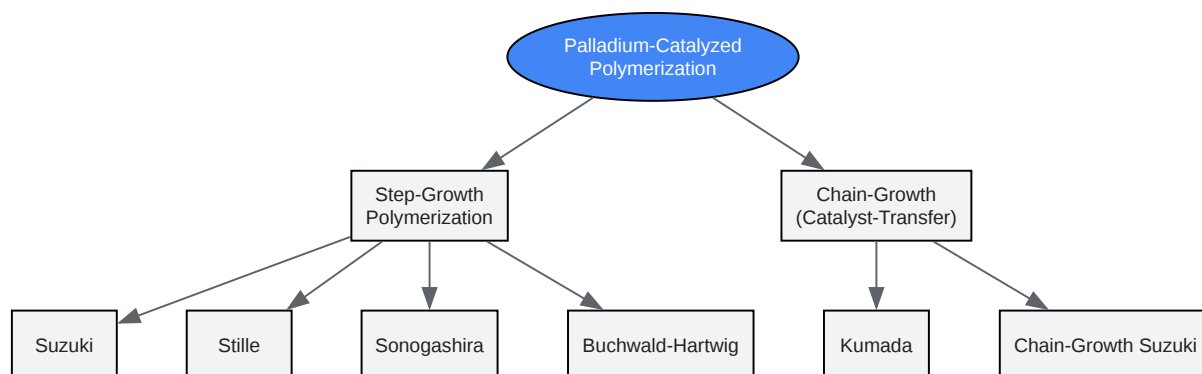 Palladium-Catalyzed
Polymerization
Step-Growth
Polymerization
Chain-Growth
(Catalyst-Transfer)
Suzuki
Stille
Sonogashira
Buchwald-Hartwig
Kumada
Chain-Growth Suzuki